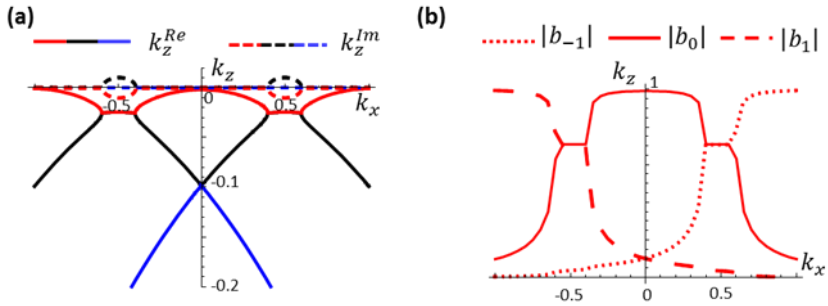 (a)
k_z^{Re}
k_z^{Im}
k_z
-0.5
0
0.5
k_x
-0.1
-0.2
(b)
|b_{-1}|
|b_0|
|b_1|
k_z
1
k_x
-0.5
0
0.5